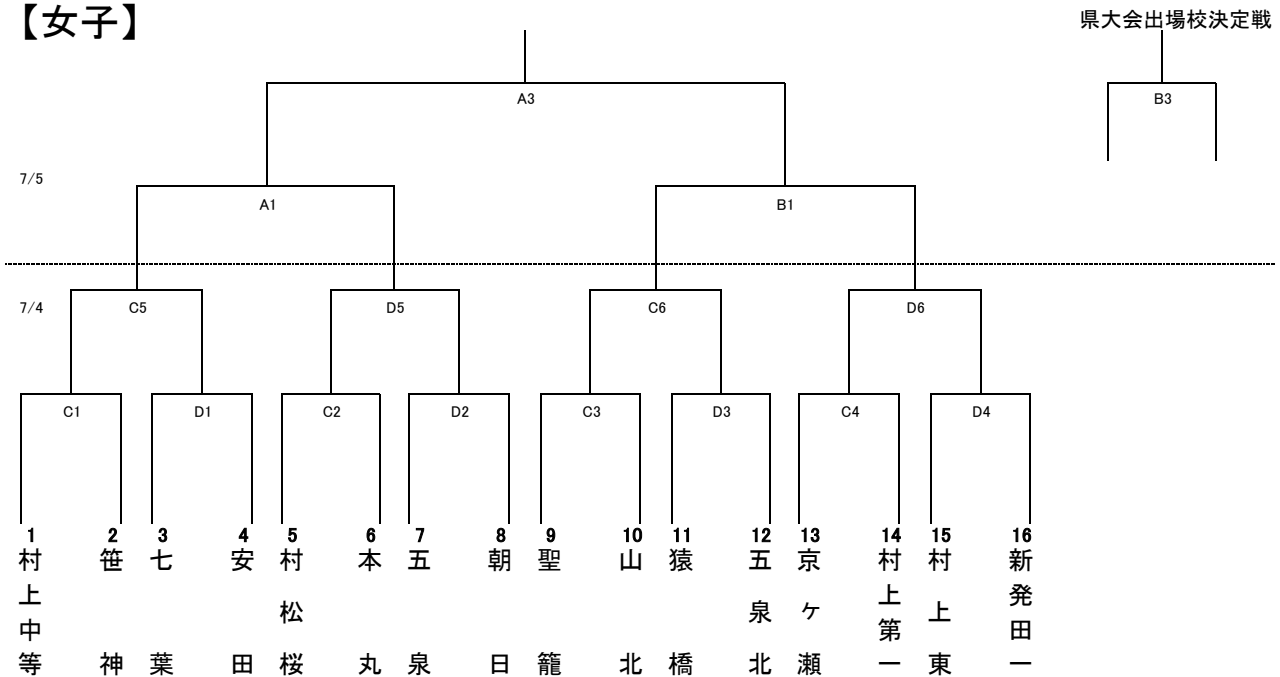 【女子】
県大会出場校決定戦
A3
B3
7/5
A1
B1
7/4
C5
D5
C6
D6
C1
D1
C2
D2
C3
D3
C4
D4
1
2
3
4
5
6
7
8
9
10
11
12
13
14
15
16
村上中等
笹神
七葉
安田
村松桜
本丸
五泉
朝日
聖籠
山北
猿橋
五泉北
京ヶ瀬
村上第一
村上東
新発田一